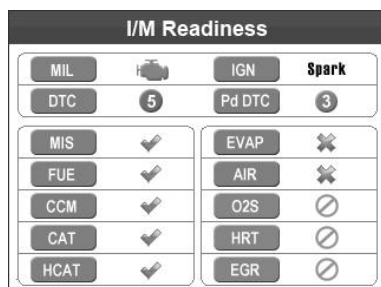 I/M Readiness
MIL IGN Spark
DTC 5 Pd DTC 3
MIS EVAP
FUE AIR
CCM O2S
CAT HRT
HCAT EGR